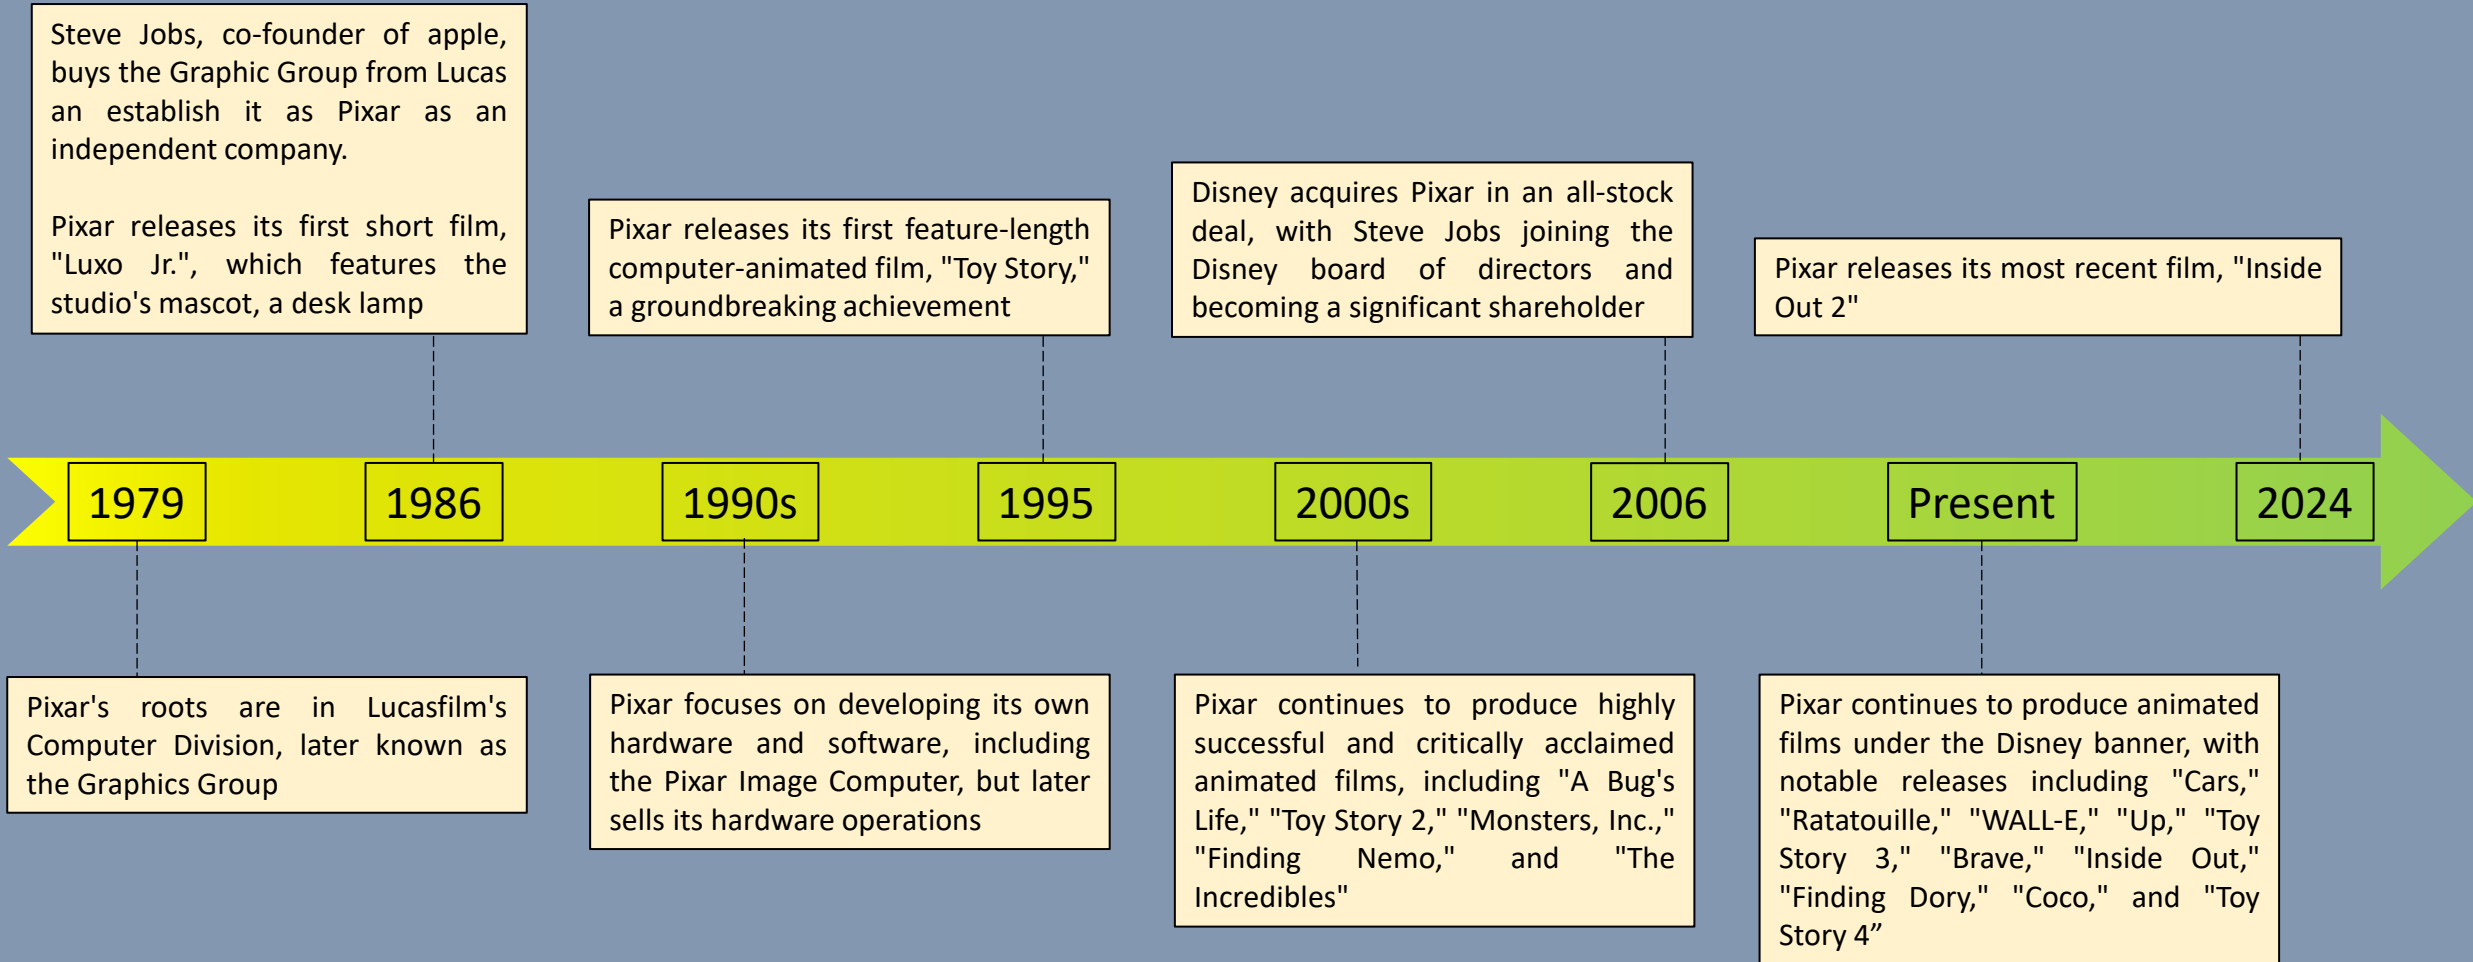 Steve Jobs, co-founder of apple,
buys the Graphic Group from Lucas
an establish it as Pixar as an
independent company.
Pixar releases its first short film,
"Luxo Jr.", which features the
studio's mascot, a desk lamp
Pixar releases its first feature-length
computer-animated film, "Toy Story,"
a groundbreaking achievement
Disney acquires Pixar in an all-stock
deal, with Steve Jobs joining the
Disney board of directors and
becoming a significant shareholder
Pixar releases its most recent film, "Inside
Out 2"
1979
1986
1990s
1995
2000s
2006
Present
2024
Pixar's roots are in Lucasfilm's
Computer Division, later known as
the Graphics Group
Pixar focuses on developing its own
hardware and software, including
the Pixar Image Computer, but later
sells its hardware operations
Pixar continues to produce highly
successful and critically acclaimed
animated films, including "A Bug's
Life," "Toy Story 2," "Monsters, Inc.,"
"Finding Nemo," and "The
Incredibles"
Pixar continues to produce animated
films under the Disney banner, with
notable releases including "Cars,"
"Ratatouille," "WALL-E," "Up," "Toy
Story 3," "Brave," "Inside Out,"
"Finding Dory," "Coco," and "Toy
Story 4”